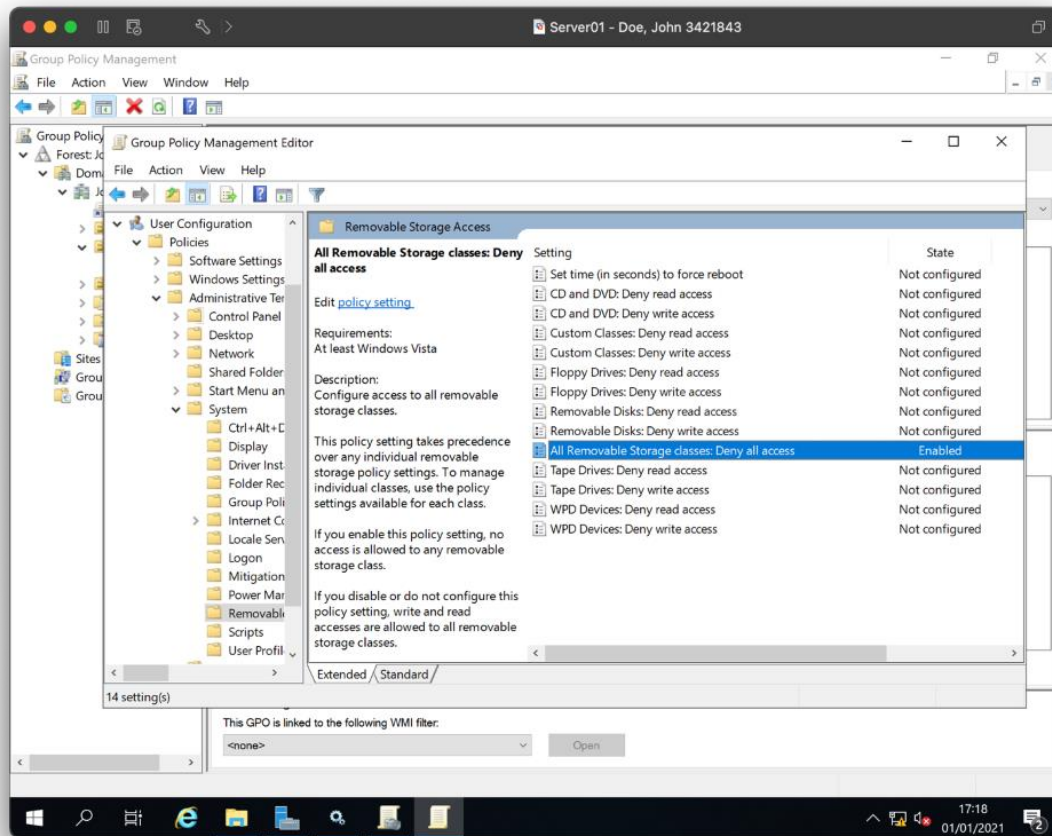 Server01 - Doe, John 3421843
Group Policy Management
File Action View Window Help
Group Policy
Forest: Jo
Dom
Sites
Grou
Grou
Group Policy Management Editor
File Action View Help
User Configuration
Policies
Software Settings
Windows Settings
Administrative Ter
Control Panel
Desktop
Network
Shared Folder
Start Menu an
System
Ctrl+Alt+D
Display
Driver Inst
Folder Rec
Group Poli
Internet Co
Locale Serv
Logon
Mitigation
Power Mar
Removabl
Scripts
User Profil
Removable Storage Access
All Removable Storage classes: Deny
all access
Edit policy setting
Requirements:
At least Windows Vista
Description:
Configure access to all removable
storage classes.
This policy setting takes precedence
over any individual removable
storage policy settings. To manage
individual classes, use the policy
settings available for each class.
If you enable this policy setting, no
access is allowed to any removable
storage class.
If you disable or do not configure this
policy setting, write and read
accesses are allowed to all removable
storage classes.
Setting State
Set time (in seconds) to force reboot Not configured
CD and DVD: Deny read access Not configured
CD and DVD: Deny write access Not configured
Custom Classes: Deny read access Not configured
Custom Classes: Deny write access Not configured
Floppy Drives: Deny read access Not configured
Floppy Drives: Deny write access Not configured
Removable Disks: Deny read access Not configured
Removable Disks: Deny write access Not configured
All Removable Storage classes: Deny all access Enabled
Tape Drives: Deny read access Not configured
Tape Drives: Deny write access Not configured
WPD Devices: Deny read access Not configured
WPD Devices: Deny write access Not configured
Extended Standard
14 setting(s)
This GPO is linked to the following WMI filter:
<none> Open
17:18
01/01/2021
2